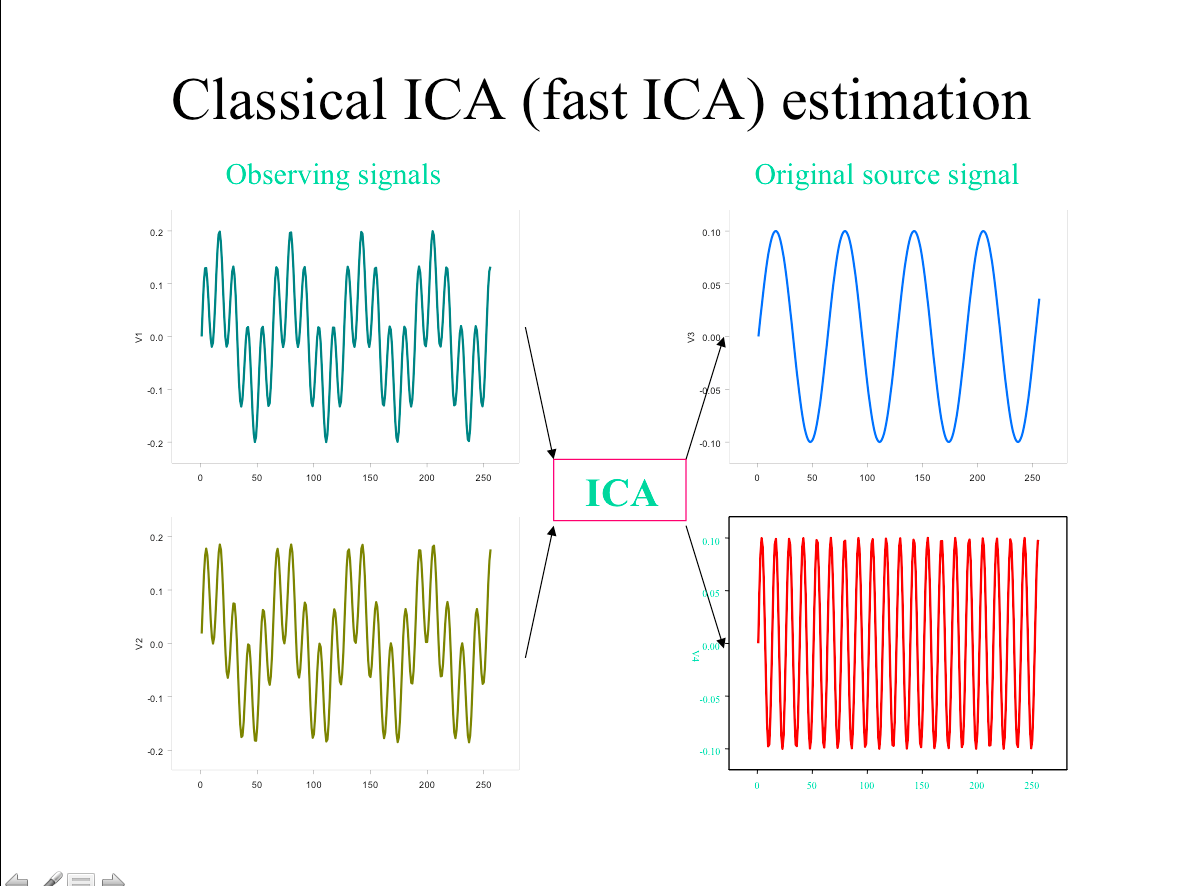 Classical ICA (fast ICA) estimation
Observing signals
Original source signal
0.2
0.1
0.0
-0.1
-0.2
V1
0 50 100 150 200 250
0.10
0.05
0.00
-0.05
-0.10
V3
0 50 100 150 200 250
ICA
0.2
0.1
0.0
-0.1
-0.2
V2
0 50 100 150 200 250
0.10
0.05
0.00
-0.05
-0.10
V4
0 50 100 150 200 250